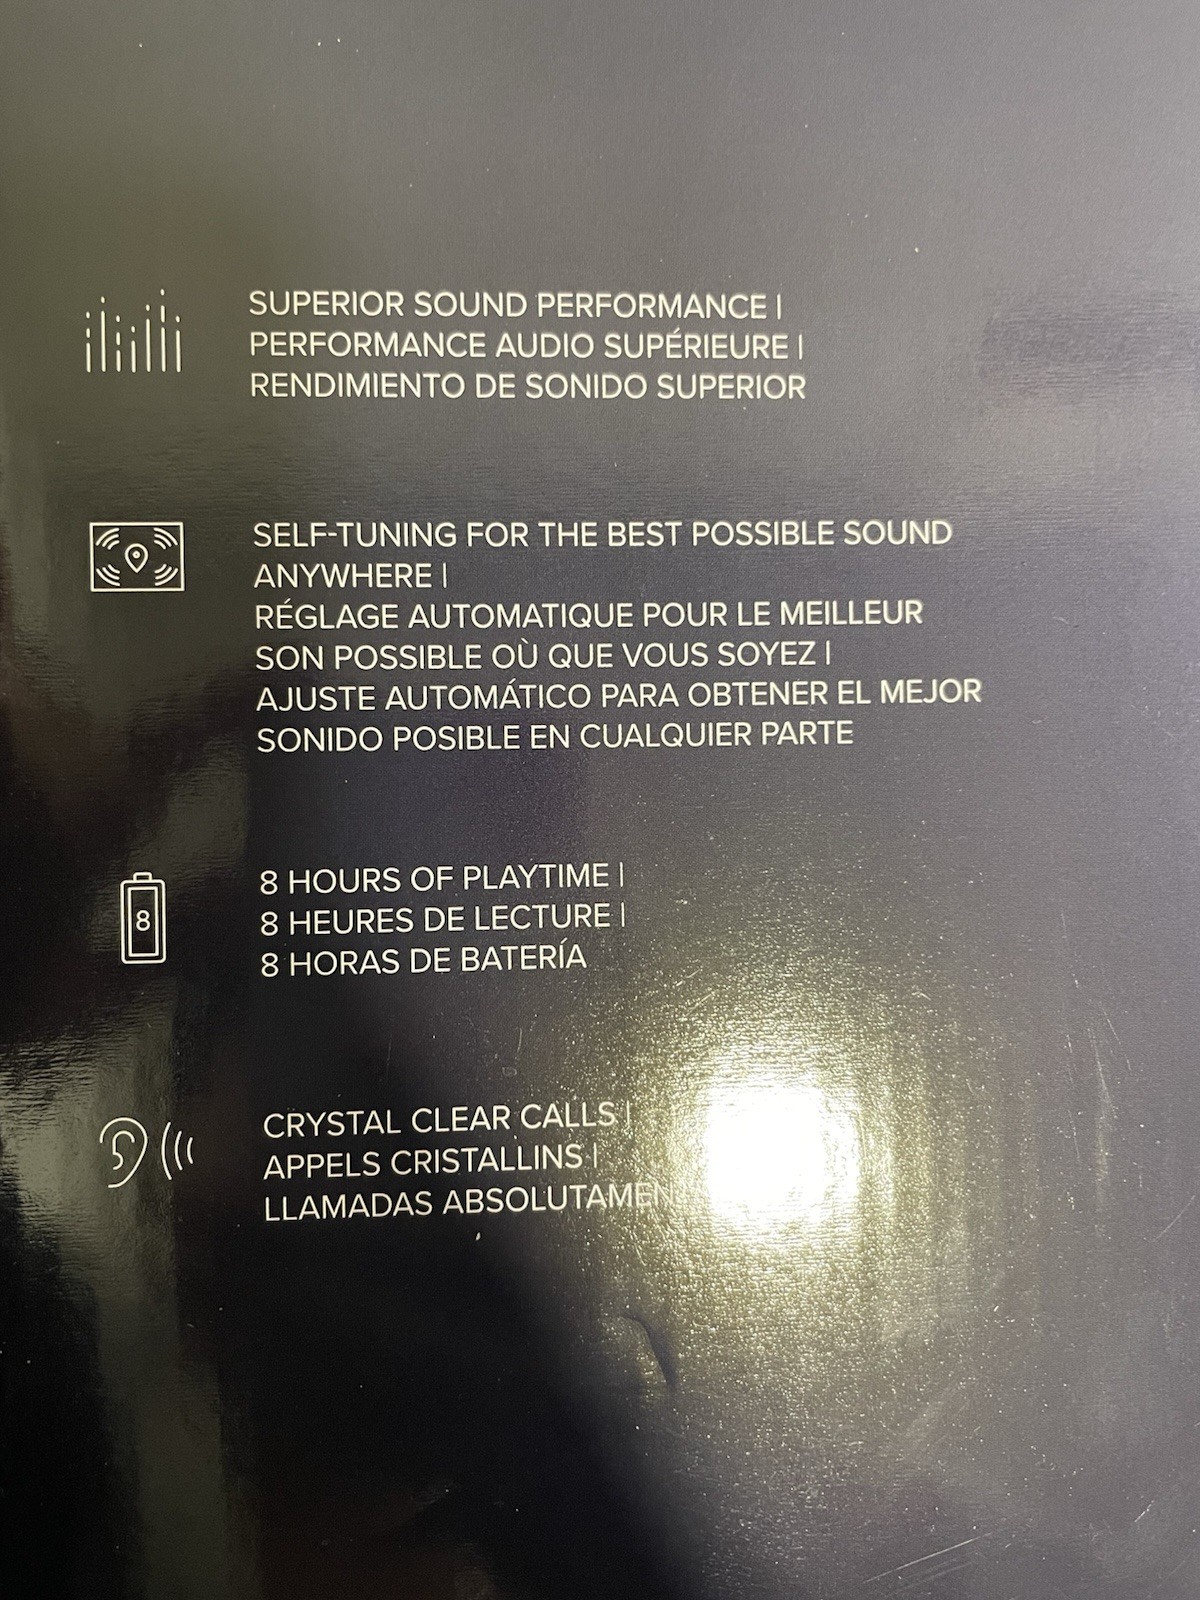 SUPERIOR SOUND PERFORMANCE |
PERFORMANCE AUDIO SUPÉRIEURE |
RENDIMIENTO DE SONIDO SUPERIOR
SELF-TUNING FOR THE BEST POSSIBLE SOUND
ANYWHERE |
RÉGLAGE AUTOMATIQUE POUR LE MEILLEUR
SON POSSIBLE OÙ QUE VOUS SOYEZ |
AJUSTE AUTOMÁTICO PARA OBTENER EL MEJOR
SONIDO POSIBLE EN CUALQUIER PARTE
8
8 HOURS OF PLAYTIME |
8 HEURES DE LECTURE |
8 HORAS DE BATERÍA
CRYSTAL CLEAR CALLS |
APPELS CRISTALLINS |
LLAMADAS